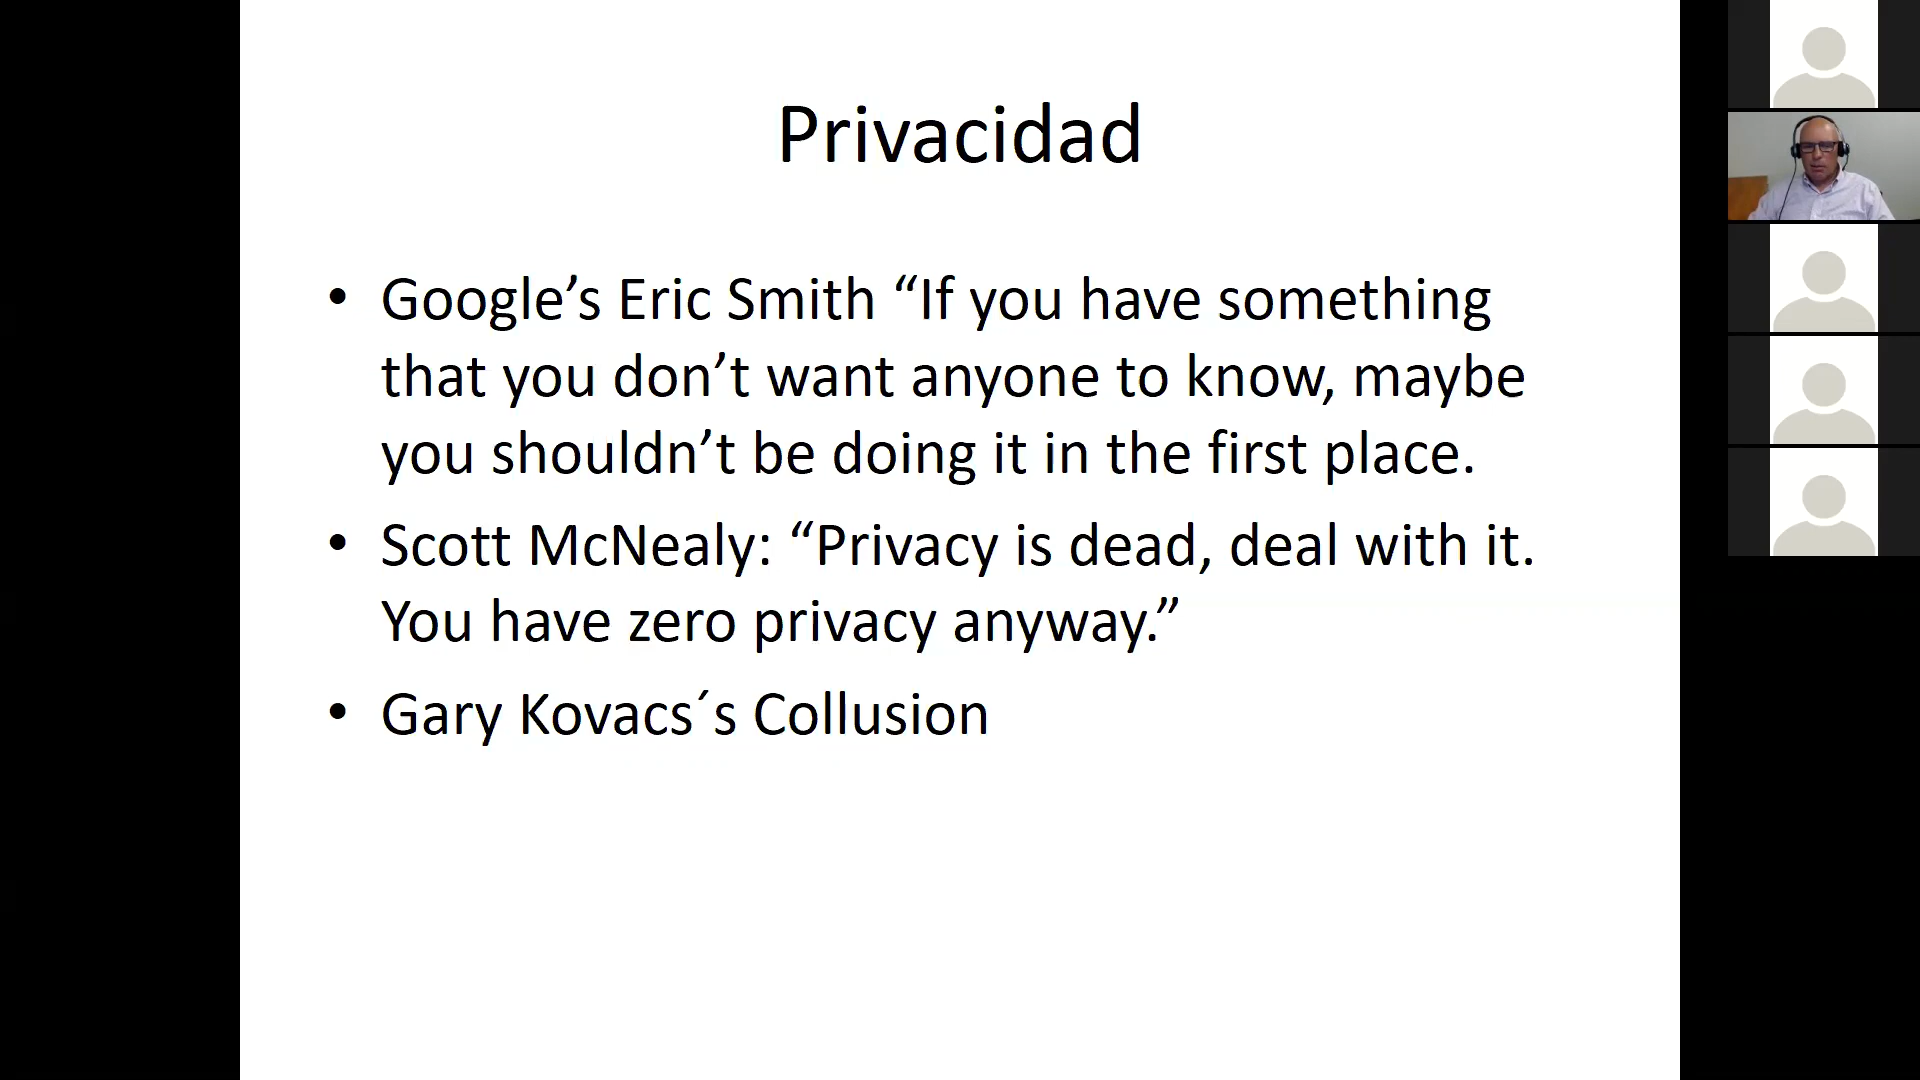 Privacidad
• Google’s Eric Smith “If you have something
that you don’t want anyone to know, maybe
you shouldn’t be doing it in the first place.
• Scott McNealy: “Privacy is dead, deal with it.
You have zero privacy anyway.”
• Gary Kovacs´s Collusion